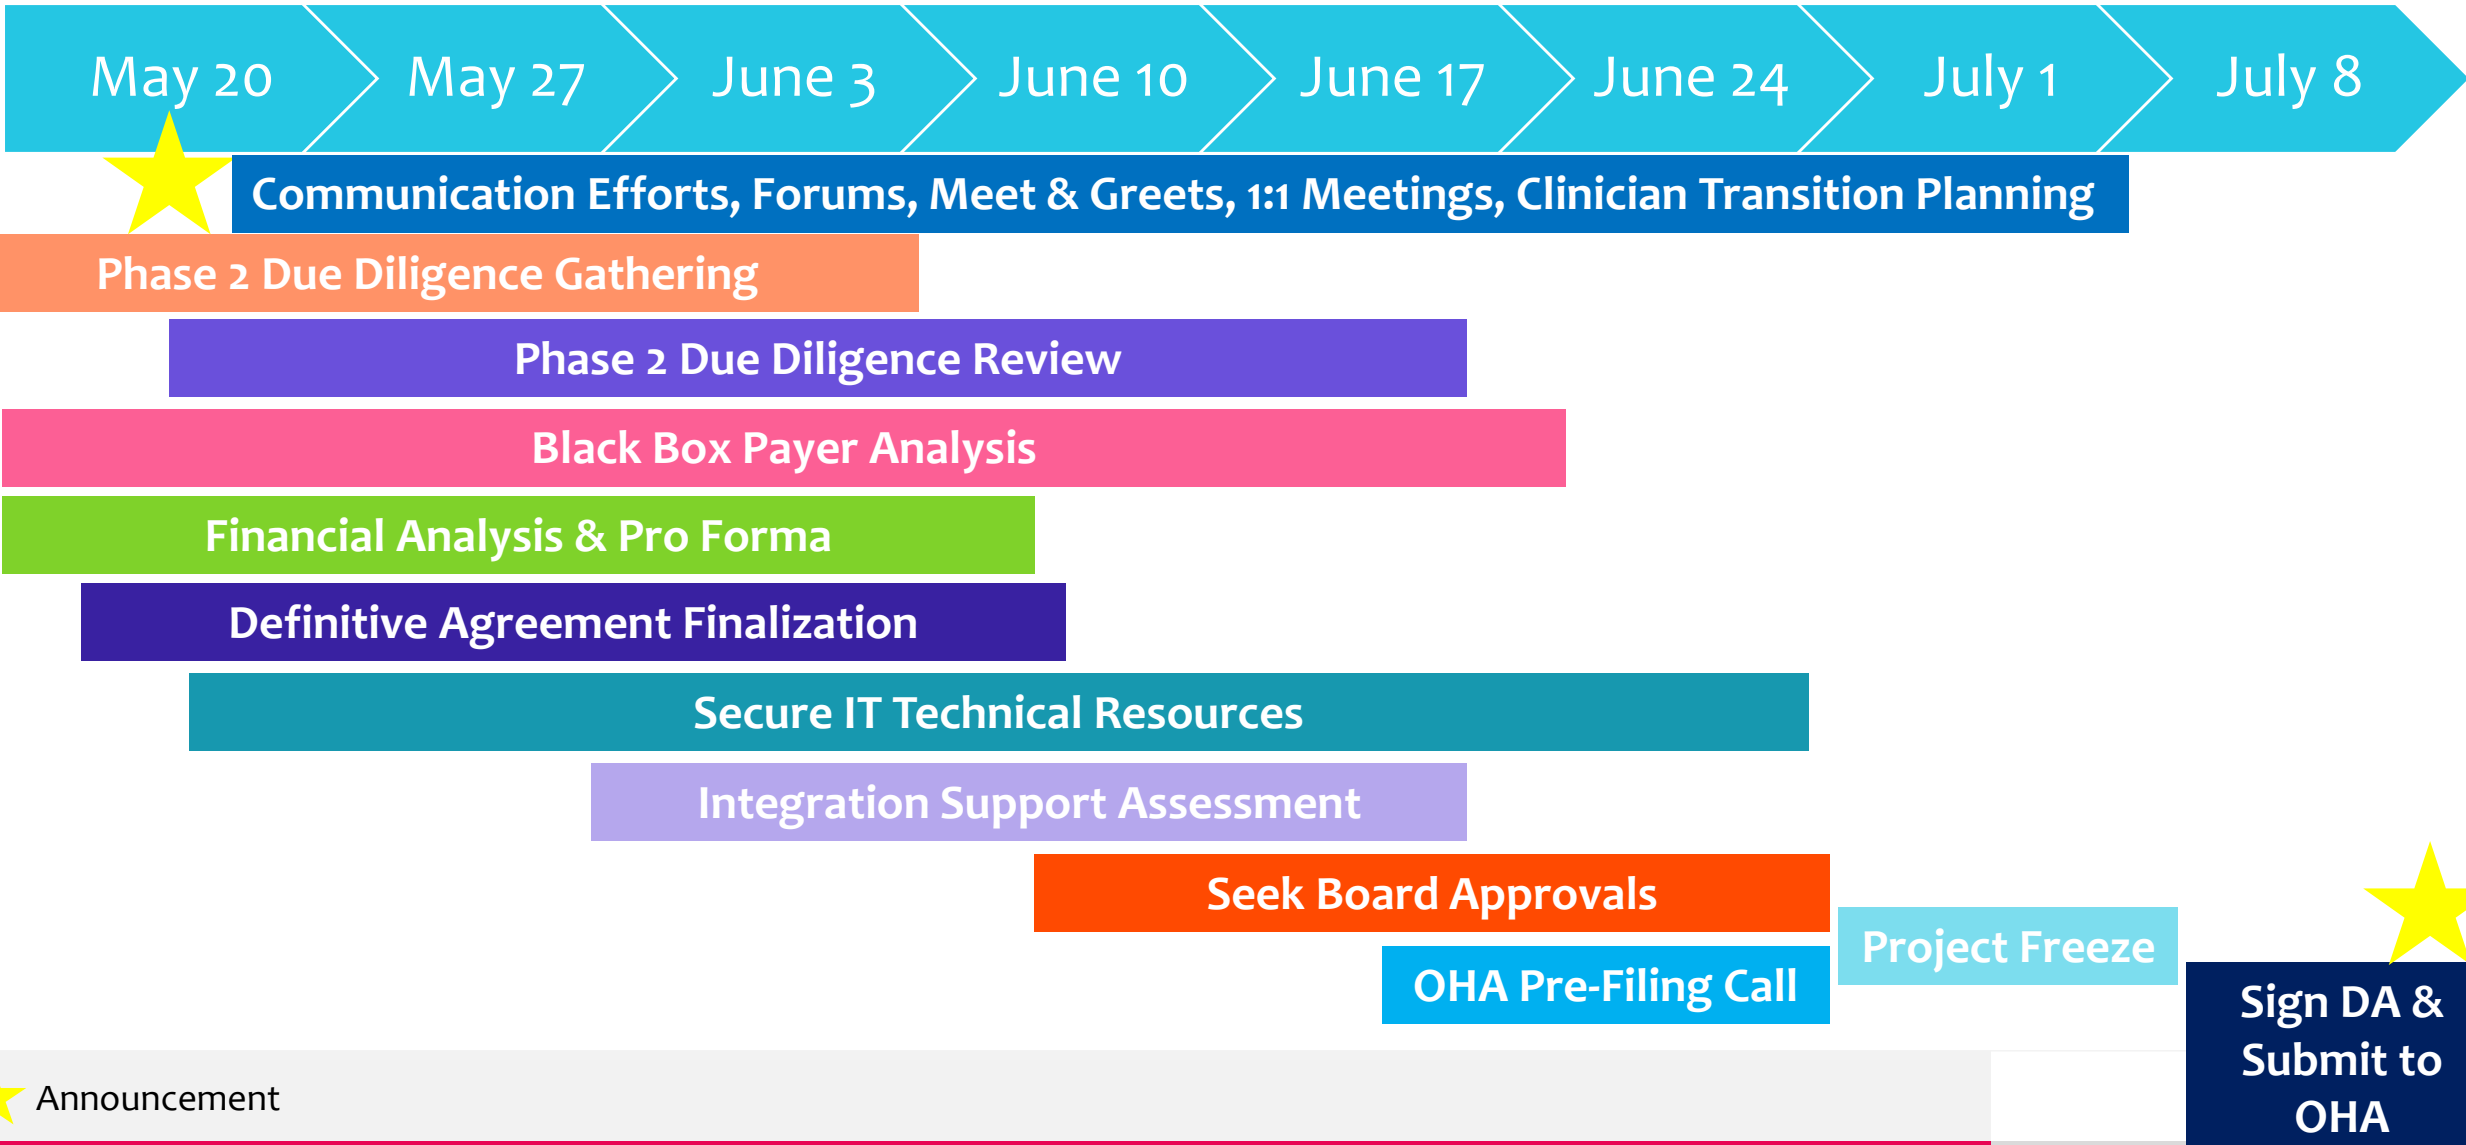 May 20
May 27
June 3
June 10
June 17
June 24
July 1
July 8
Communication Efforts, Forums, Meet & Greets, 1:1 Meetings, Clinician Transition Planning
Phase 2 Due Diligence Gathering
Phase 2 Due Diligence Review
Black Box Payer Analysis
Financial Analysis & Pro Forma
Definitive Agreement Finalization
Secure IT Technical Resources
Integration Support Assessment
Seek Board Approvals
Project Freeze
OHA Pre-Filing Call
Sign DA &
Submit to
OHA
Announcement